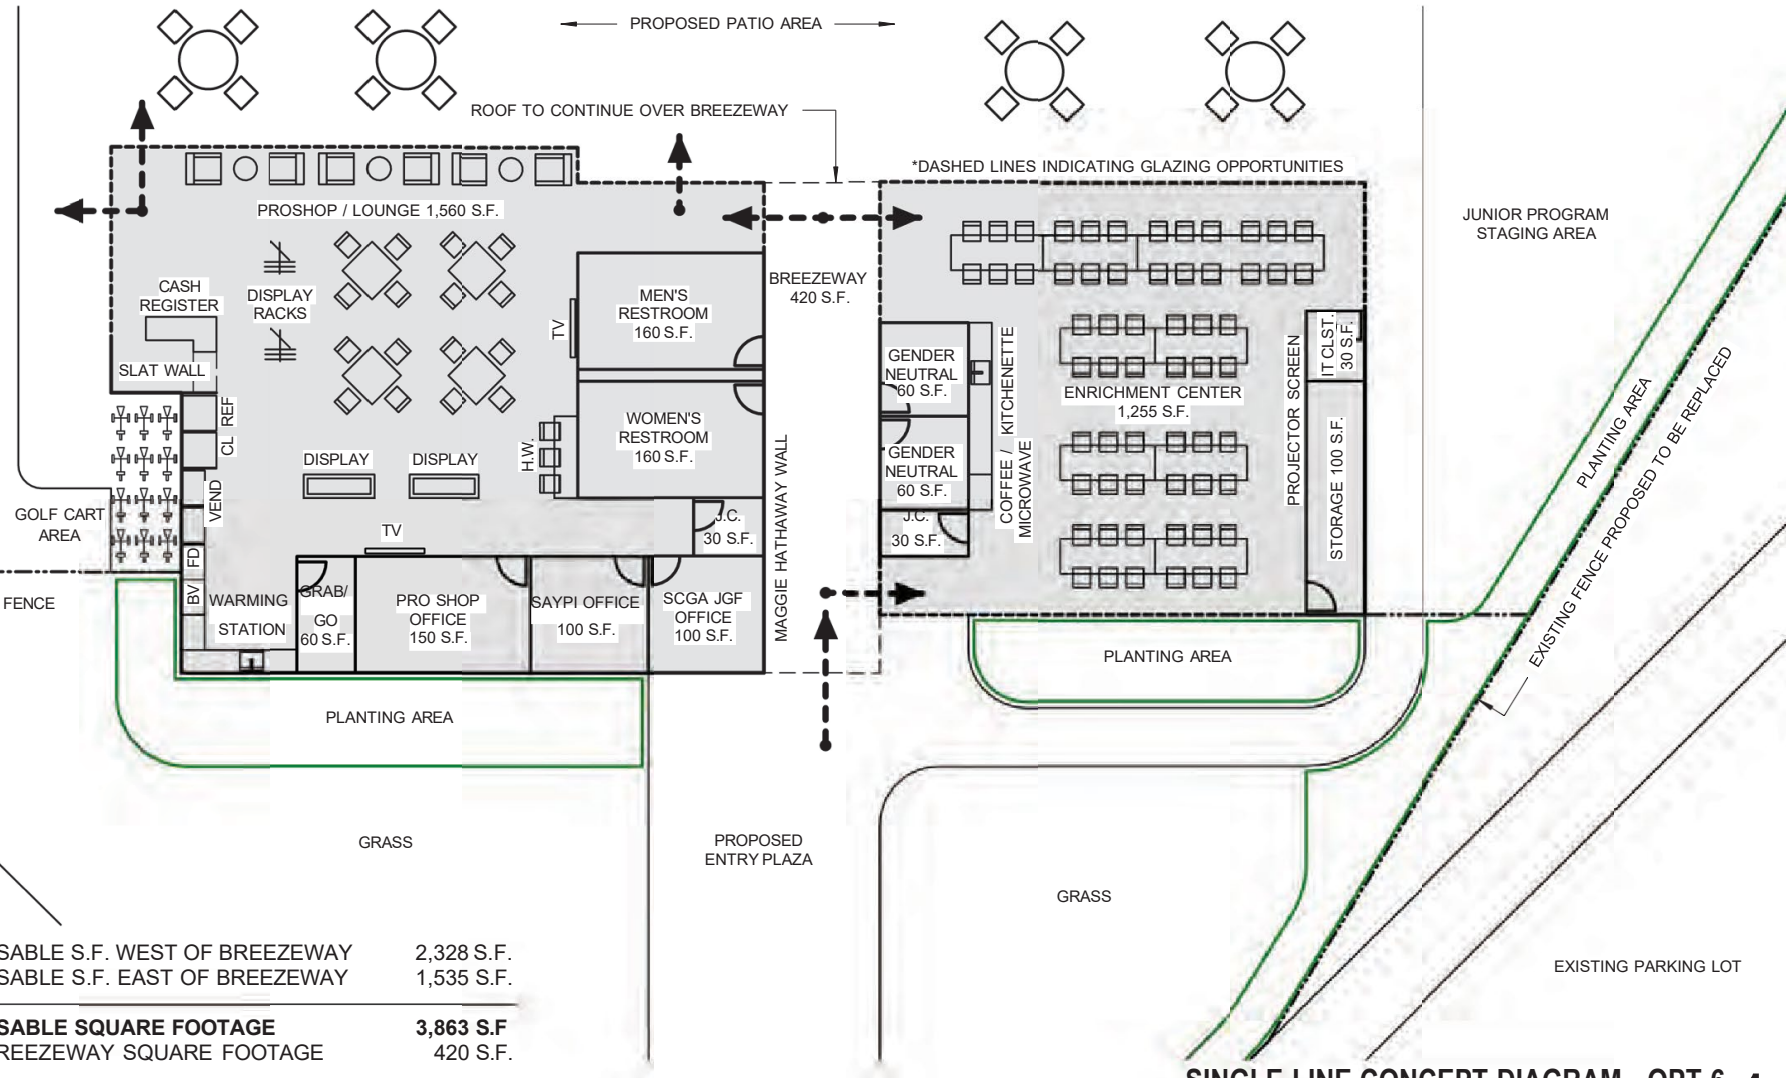 PROPOSED PATIO AREA
ROOF TO CONTINUE OVER BREEZEWAY
*DASHED LINES INDICATING GLAZING OPPORTUNITIES
PROSHOP / LOUNGE 1,560 S.F.
JUNIOR PROGRAM
STAGING AREA
CASH
REGISTER
DISPLAY
RACKS
SLAT WALL
TV
MEN'S
RESTROOM
160 S.F.
BREEZEWAY
420 S.F.
WOMEN'S
RESTROOM
160 S.F.
H.W.
REF
CL
VEND
FD
BV
DISPLAY
DISPLAY
TV
J.C.
30 S.F.
GOLF CART
AREA
FENCE
WARMING
STATION
GRAB/
GO
60 S.F.
PRO SHOP
OFFICE
150 S.F.
SAYPI OFFICE
100 S.F.
SCGA JGF
OFFICE
100 S.F.
MAGGIE HATHAWAY WALL
GENDER
NEUTRAL
60 S.F.
GENDER
NEUTRAL
60 S.F.
J.C.
30 S.F.
COFFEE / KITCHENETTE
MICROWAVE
ENRICHMENT CENTER
1,255 S.F.
PROJECTOR SCREEN
IT CLST.
30 S.F.
STORAGE 100 S.F.
PLANTING AREA
EXISTING FENCE PROPOSED TO BE REPLACED
PLANTING AREA
PLANTING AREA
GRASS
PROPOSED
ENTRY PLAZA
GRASS
EXISTING PARKING LOT
SABLE S.F. WEST OF BREEZEWAY 2,328 S.F.
SABLE S.F. EAST OF BREEZEWAY 1,535 S.F.
SABLE SQUARE FOOTAGE 3,863 S.F
REEZEWAY SQUARE FOOTAGE 420 S.F.
SINGLE LINE CONCEPT DIAGRAM - OPT 6